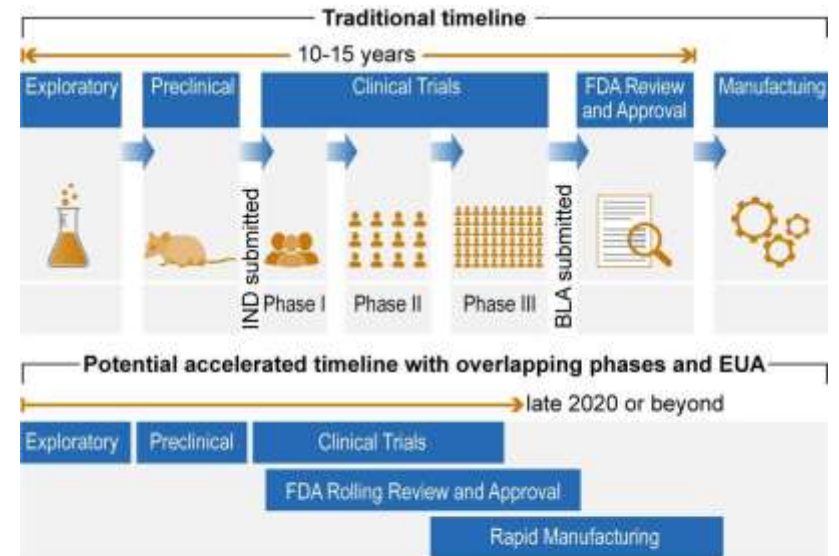 Traditional timeline
10-15 years
Exploratory
Preclinical
Clinical Trials
FDA Review
and Approval
Manufactuing
IND submitted
BLA submitted
Phase I
Phase II
Phase III
Potential accelerated timeline with overlapping phases and EUA
late 2020 or beyond
Exploratory
Preclinical
Clinical Trials
FDA Rolling Review and Approval
Rapid Manufacturing